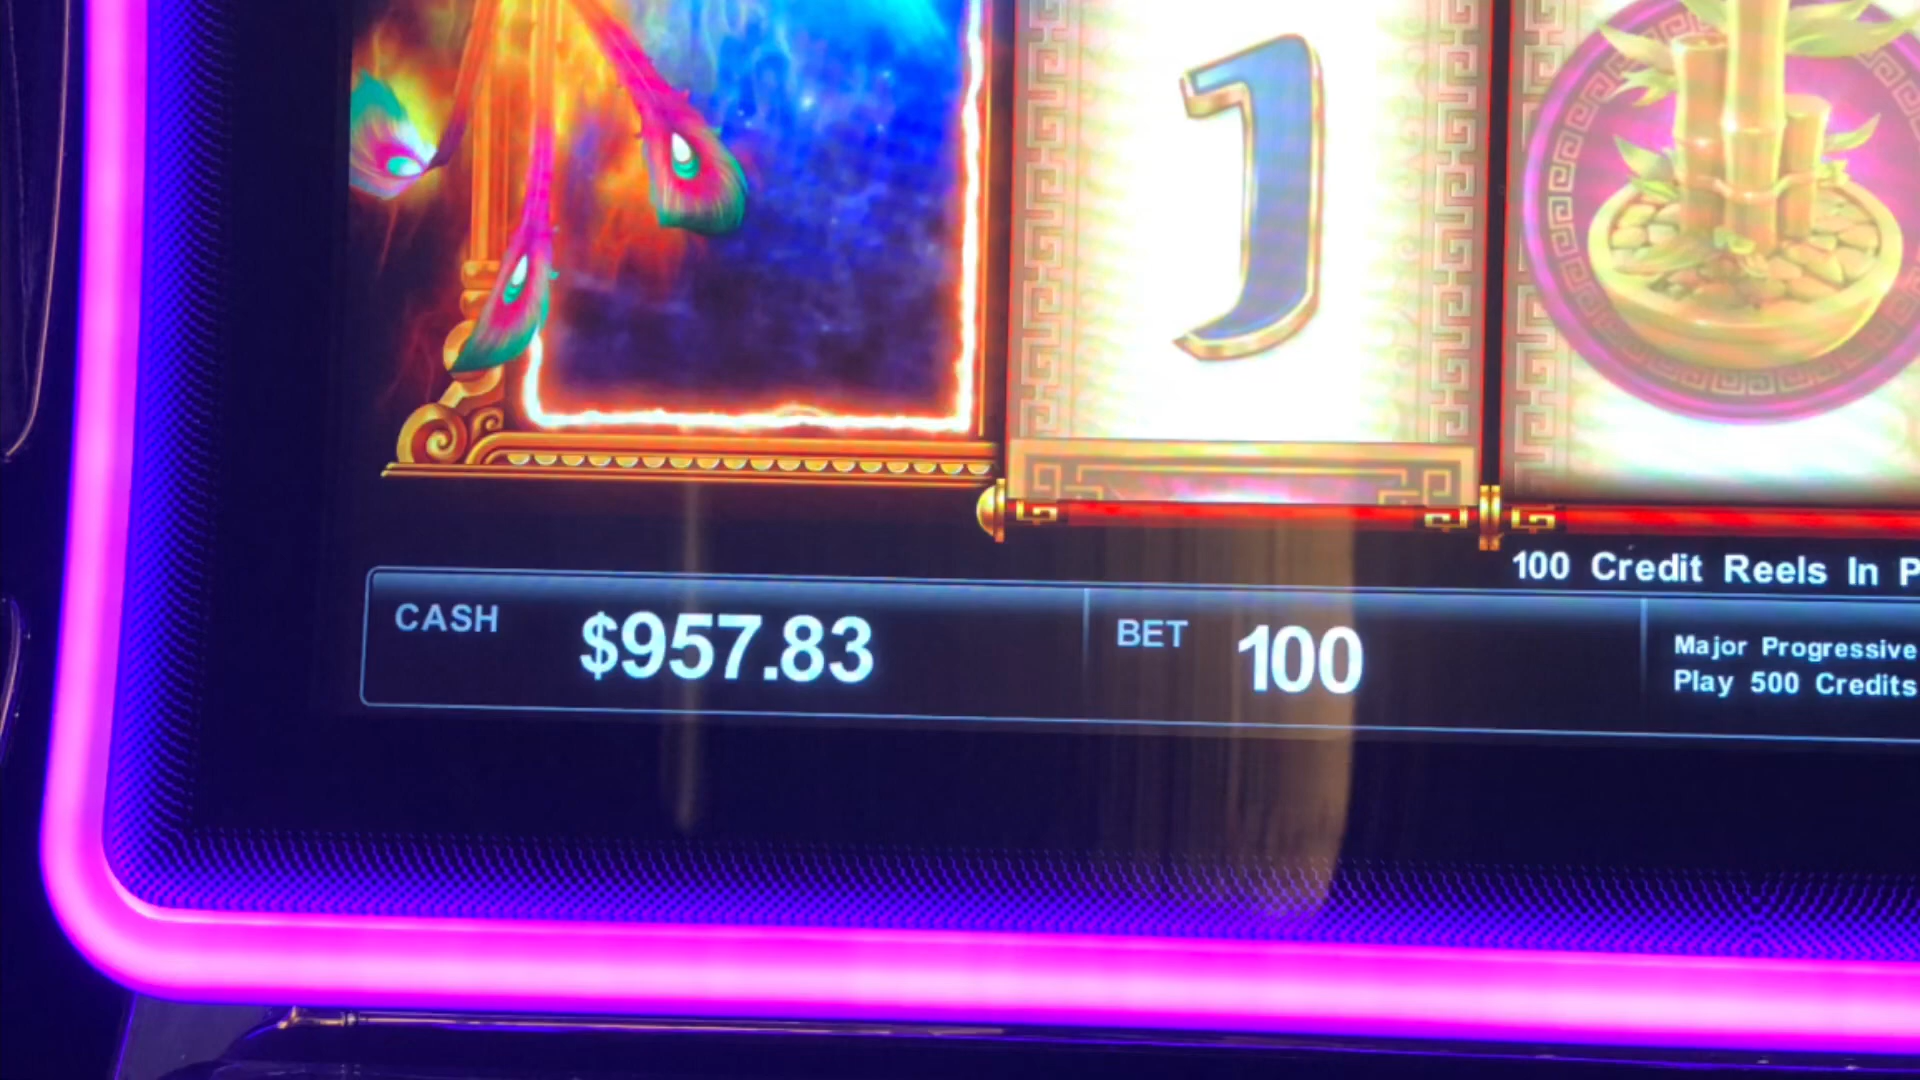 J
100 Credit Reels In
CASH $957.83 BET 100
Major Progressive
Play 500 Credits